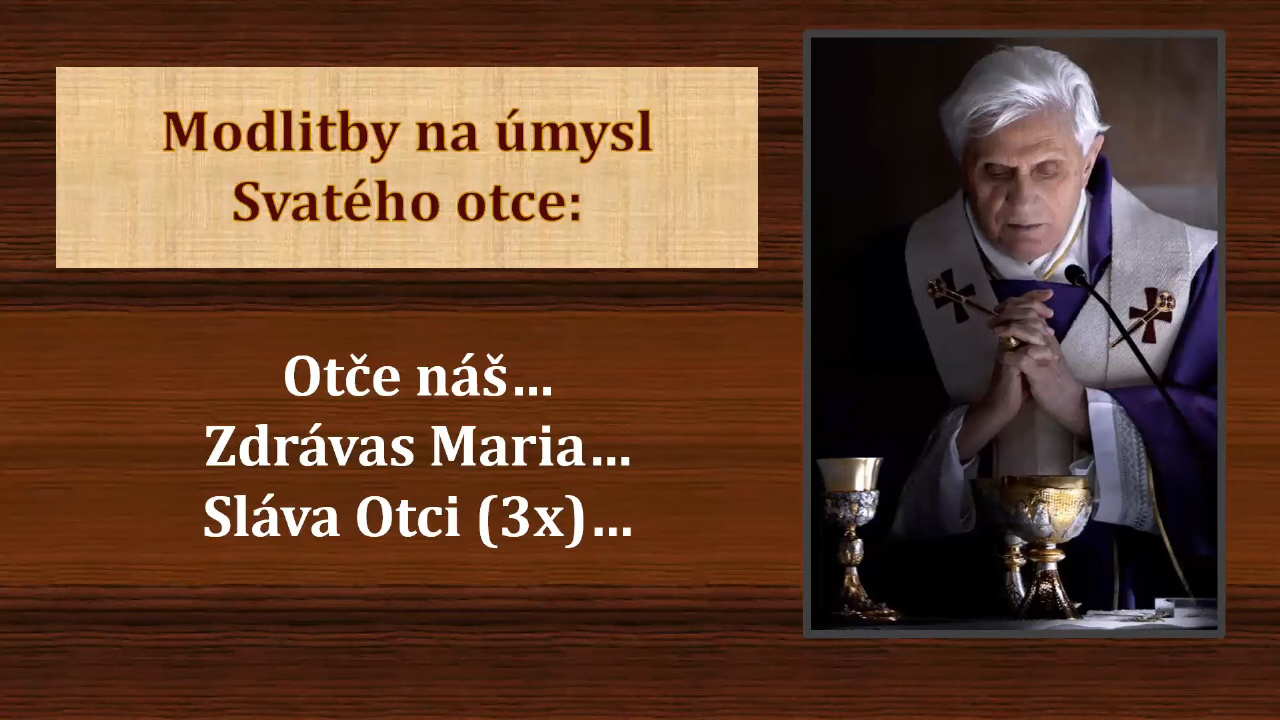 Modlitby na úmysl
Svatého otce:
Otče náš...
Zdrávas Maria...
Sláva Otci (3x)...